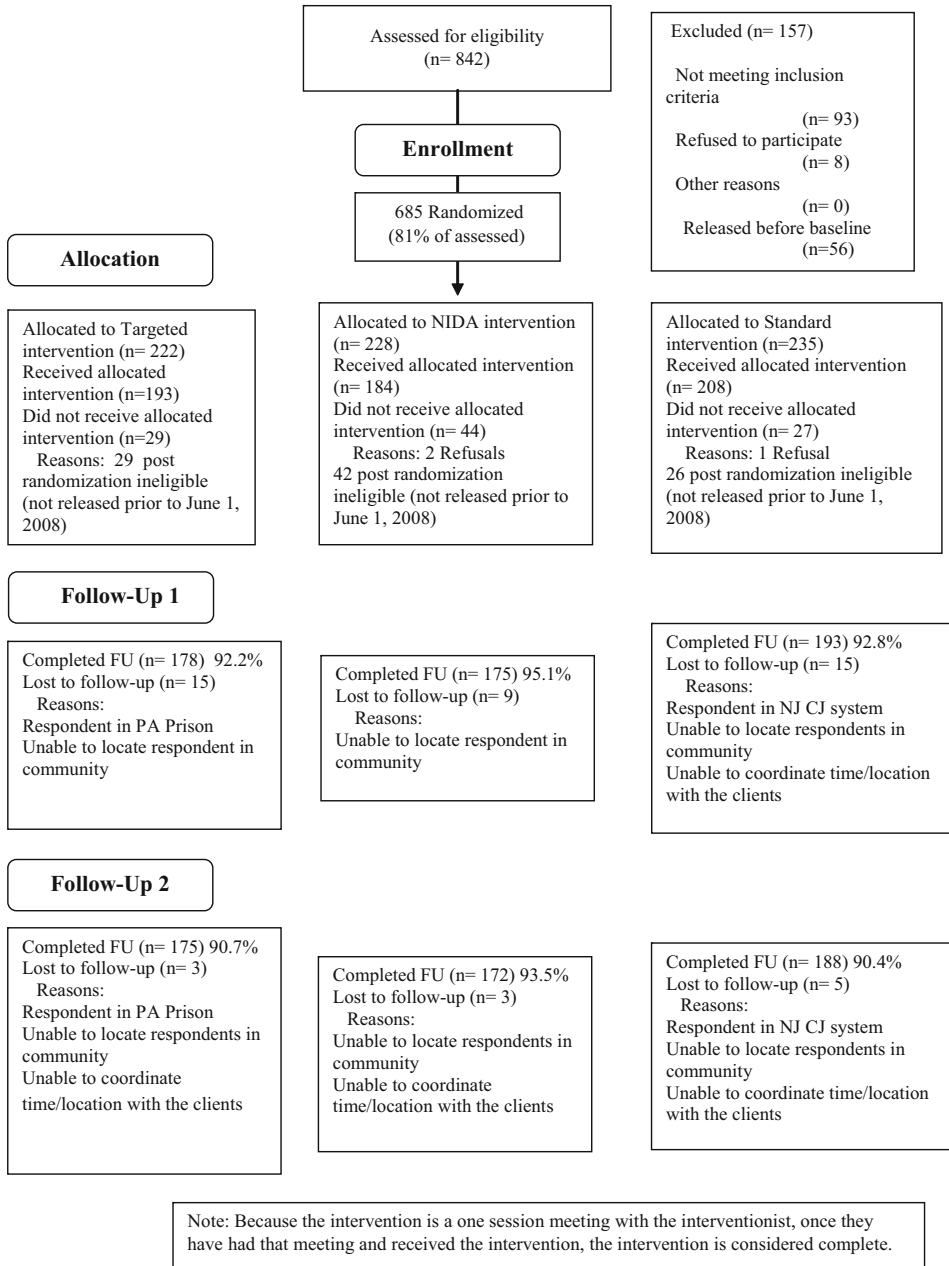 Assessed for eligibility
(n= 842)
Excluded (n= 157)
Not meeting inclusion
criteria
(n= 93)
Refused to participate
(n= 8)
Other reasons
(n= 0)
Released before baseline
(n=56)
Enrollment
685 Randomized
(81% of assessed)
Allocation
Allocated to Targeted
intervention (n= 222)
Received allocated
intervention (n=193)
Did not receive allocated
intervention (n=29)
Reasons: 29 post
randomization ineligible
(not released prior to June 1,
2008)
Allocated to NIDA intervention
(n= 228)
Received allocated intervention
(n= 184)
Did not receive allocated
intervention (n= 44)
Reasons: 2 Refusals
42 post randomization
ineligible (not released prior to
June 1, 2008)
Allocated to Standard
intervention (n=235)
Received allocated intervention
(n= 208)
Did not receive allocated
intervention (n= 27)
Reasons: 1 Refusal
26 post randomization ineligible
(not released prior to June 1,
2008)
Follow-Up 1
Completed FU (n= 178) 92.2%
Lost to follow-up (n= 15)
Reasons:
Respondent in PA Prison
Unable to locate respondent in
community
Completed FU (n= 175) 95.1%
Lost to follow-up (n= 9)
Reasons:
Unable to locate respondent in
community
Completed FU (n= 193) 92.8%
Lost to follow-up (n= 15)
Reasons:
Respondent in NJ CJ system
Unable to locate respondents in
community
Unable to coordinate time/location
with the clients
Follow-Up 2
Completed FU (n= 175) 90.7%
Lost to follow-up (n= 3)
Reasons:
Respondent in PA Prison
Unable to locate respondents in
community
Unable to coordinate
time/location with the clients
Completed FU (n= 172) 93.5%
Lost to follow-up (n= 3)
Reasons:
Unable to locate respondents in
community
Unable to coordinate
time/location with the clients
Completed FU (n= 188) 90.4%
Lost to follow-up (n= 5)
Reasons:
Respondent in NJ CJ system
Unable to locate respondents in
community
Unable to coordinate time/location
with the clients
Note: Because the intervention is a one session meeting with the interventionist, once they
have had that meeting and received the intervention, the intervention is considered complete.